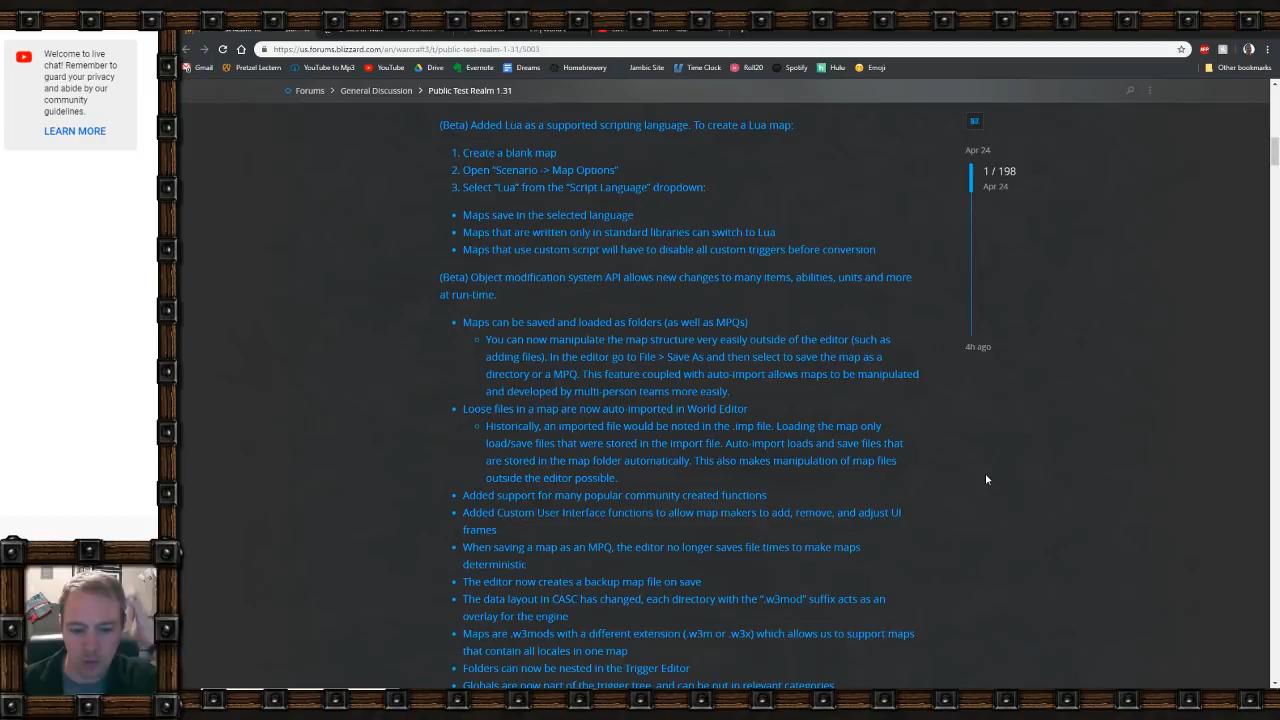 https://us.forums.blizzard.com/en/warcraft3/t/public-test-realm-1-31/5003
Gmail
Pretzel Lectern
YouTube to Mp3
YouTube
Drive
Evernote
Dreams
Homebrewery
Jambic Site
Time Clock
Roll20
Spotify
Hulu
Emoji
Other bookmarks
Welcome to live
chat! Remember to
guard your privacy
and abide by our
community
guidelines.
LEARN MORE
Forums > General Discussion > Public Test Realm 1.31
(Beta) Added Lua as a supported scripting language. To create a Lua map:
1. Create a blank map
2. Open “Scenario -> Map Options”
3. Select “Lua” from the “Script Language” dropdown:
• Maps save in the selected language
• Maps that are written only in standard libraries can switch to Lua
• Maps that use custom script will have to disable all custom triggers before conversion
(Beta) Object modification system API allows new changes to many items, abilities, units and more
at run-time.
• Maps can be saved and loaded as folders (as well as MPQs)
◦ You can now manipulate the map structure very easily outside of the editor (such as
adding files). In the editor go to File > Save As and then select to save the map as a
directory or a MPQ. This feature coupled with auto-import allows maps to be manipulated
and developed by multi-person teams more easily.
• Loose files in a map are now auto-imported in World Editor
◦ Historically, an imported file would be noted in the .imp file. Loading the map only
load/save files that were stored in the import file. Auto-import loads and save files that
are stored in the map folder automatically. This also makes manipulation of map files
outside the editor possible.
• Added support for many popular community created functions
• Added Custom User Interface functions to allow map makers to add, remove, and adjust UI
frames
• When saving a map as an MPQ, the editor no longer saves file times to make maps
deterministic
• The editor now creates a backup map file on save
• The data layout in CASC has changed, each directory with the “.w3mod” suffix acts as an
overlay for the engine
• Maps are .w3mods with a different extension (.w3m or .w3x) which allows us to support maps
that contain all locales in one map
• Folders can now be nested in the Trigger Editor
• Globals are now part of the trigger tree, and can be put in relevant categories
Apr 24
1 / 198
Apr 24
4h ago